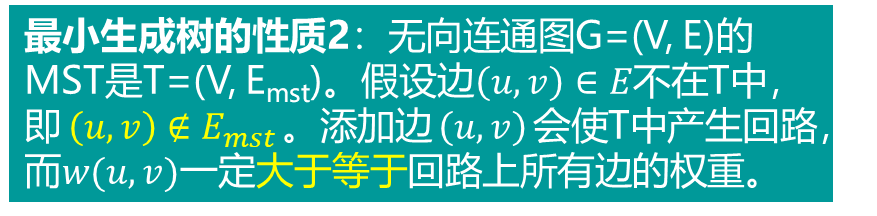 最小生成树的性质2：无向连通图G=(V, E)的
MST是T=(V, Emst)。假设边(u, v) ∈ E不在T中，
即 (u, v) ∉ Emst 。添加边 (u, v) 会使T中产生回路，
而w(u, v)一定大于等于回路上所有边的权重。